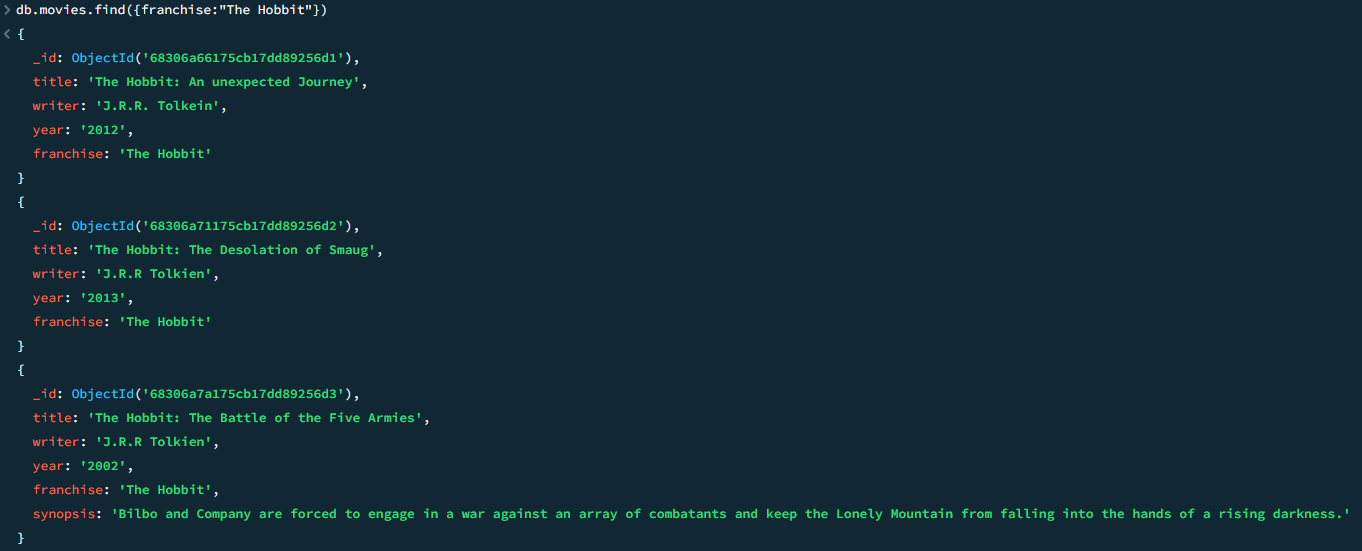 > db.movies.find({franchise:"The Hobbit"})
< {
_id: ObjectId('68306a66175cb17dd89256d1'),
title: 'The Hobbit: An unexpected Journey',
writer: 'J.R.R. Tolkein',
year: '2012',
franchise: 'The Hobbit'
}
{
_id: ObjectId('68306a71175cb17dd89256d2'),
title: 'The Hobbit: The Desolation of Smaug',
writer: 'J.R.R Tolkien',
year: '2013',
franchise: 'The Hobbit'
}
{
_id: ObjectId('68306a7a175cb17dd89256d3'),
title: 'The Hobbit: The Battle of the Five Armies',
writer: 'J.R.R Tolkien',
year: '2002',
franchise: 'The Hobbit',
synopsis: 'Bilbo and Company are forced to engage in a war against an array of combatants and keep the Lonely Mountain from falling into the hands of a rising darkness.'
}